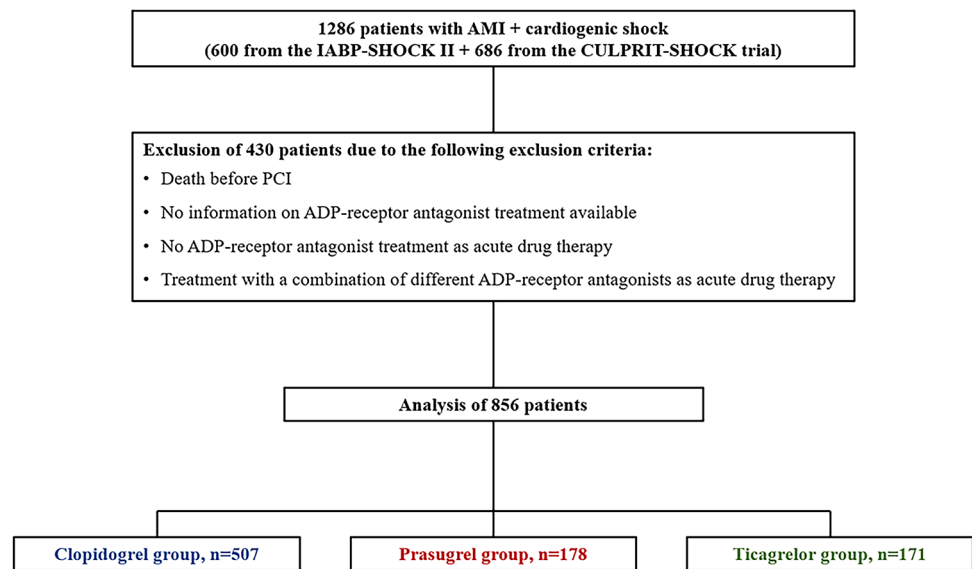 1286 patients with AMI + cardiogenic shock
(600 from the IABP-SHOCK II + 686 from the CULPRIT-SHOCK trial)
Exclusion of 430 patients due to the following exclusion criteria:
• Death before PCI
• No information on ADP-receptor antagonist treatment available
• No ADP-receptor antagonist treatment as acute drug therapy
• Treatment with a combination of different ADP-receptor antagonists as acute drug therapy
Analysis of 856 patients
Clopidogrel group, n=507
Prasugrel group, n=178
Ticagrelor group, n=171